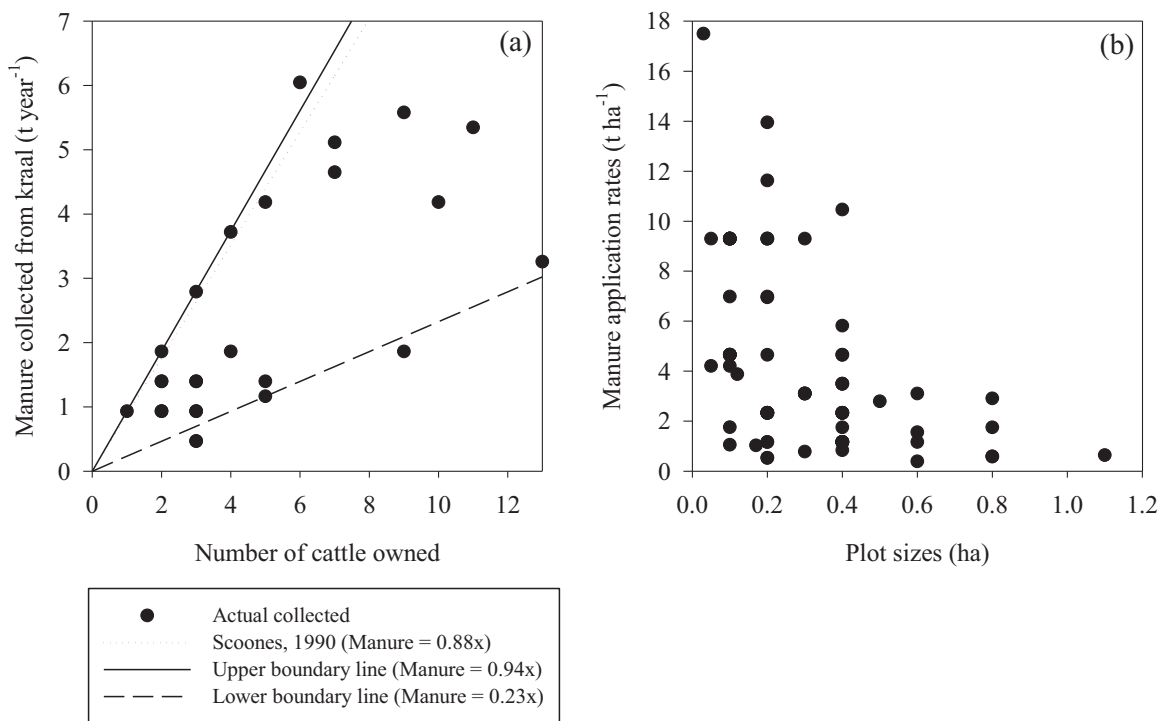 (a)
Manure collected from kraal (t year⁻¹)
7
6
5
4
3
2
1
0
0 2 4 6 8 10 12
Number of cattle owned
(b)
Manure application rates (t ha⁻¹)
18
16
14
12
10
8
6
4
2
0
0.0 0.2 0.4 0.6 0.8 1.0 1.2
Plot sizes (ha)
Actual collected
Scoones, 1990 (Manure = 0.88x)
Upper boundary line (Manure = 0.94x)
Lower boundary line (Manure = 0.23x)